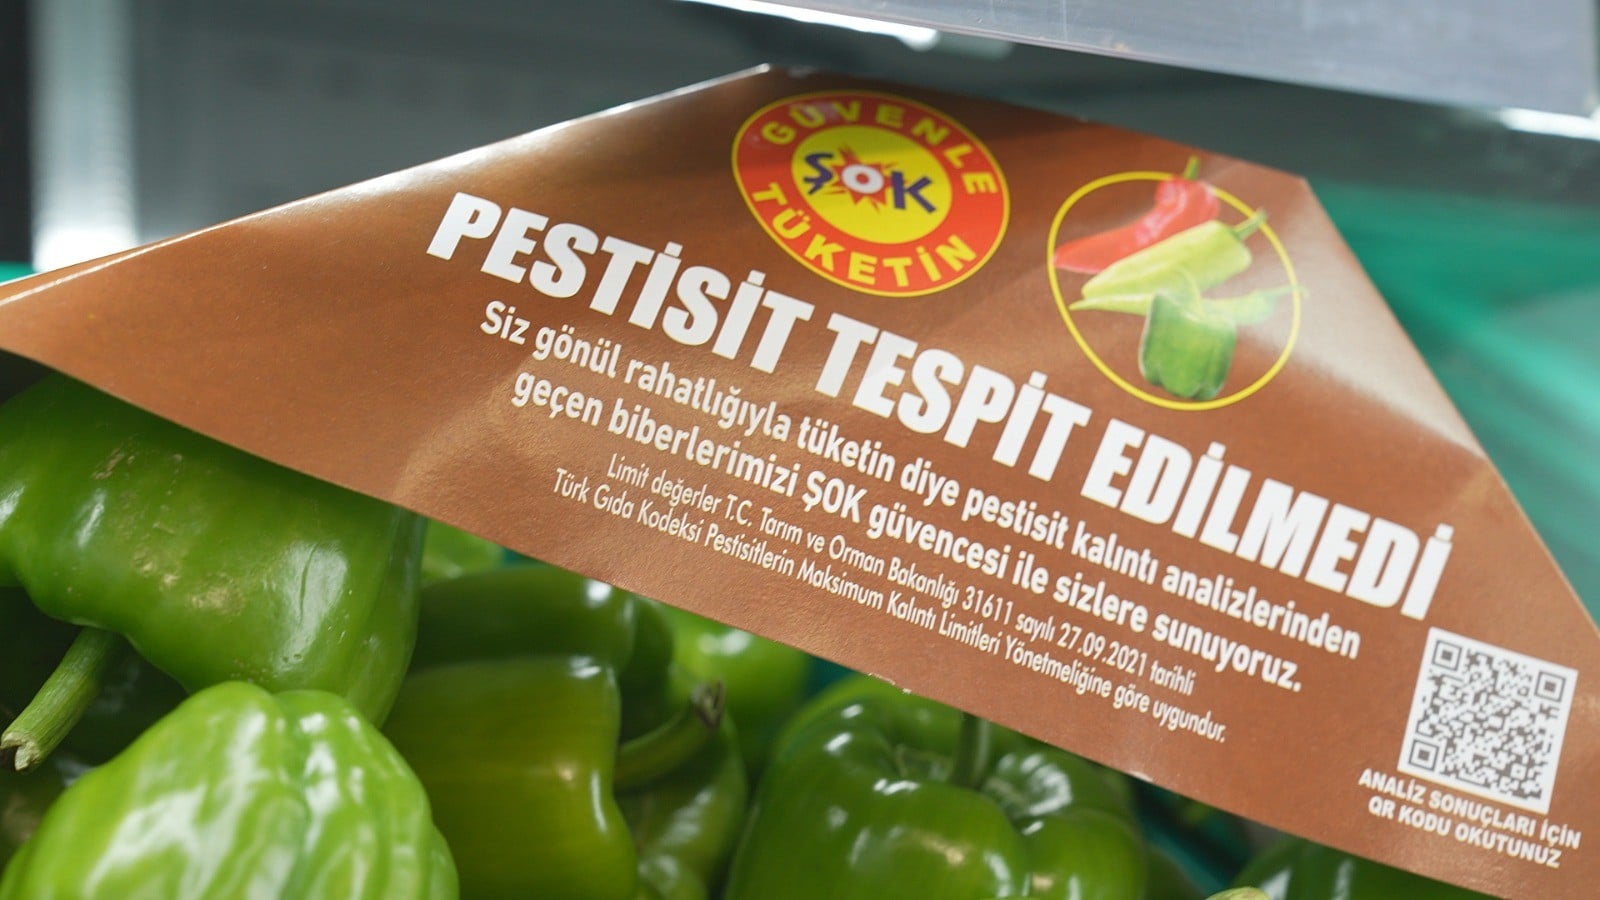 GÜVENLE
ŞOK
TÜKETİN
PESTİSİT TESPİT EDİLMEDİ
Siz gönül rahatlığıyla tüketin diye pestisit kalıntı analizlerinden
geçen biberlerimizi ŞOK güvencesi ile sizlere sunuyoruz.
Limit değerler T.C. Tarım ve Orman Bakanlığı 31611 sayılı 27.09.2021 tarihli
Türk Gıda Kodeksi Pestisitlerin Maksimum Kalıntı Limitleri Yönetmeliğine göre uygundur.
ANALİZ SONUÇLARI İÇİN
QR KODU OKUTUNUZ